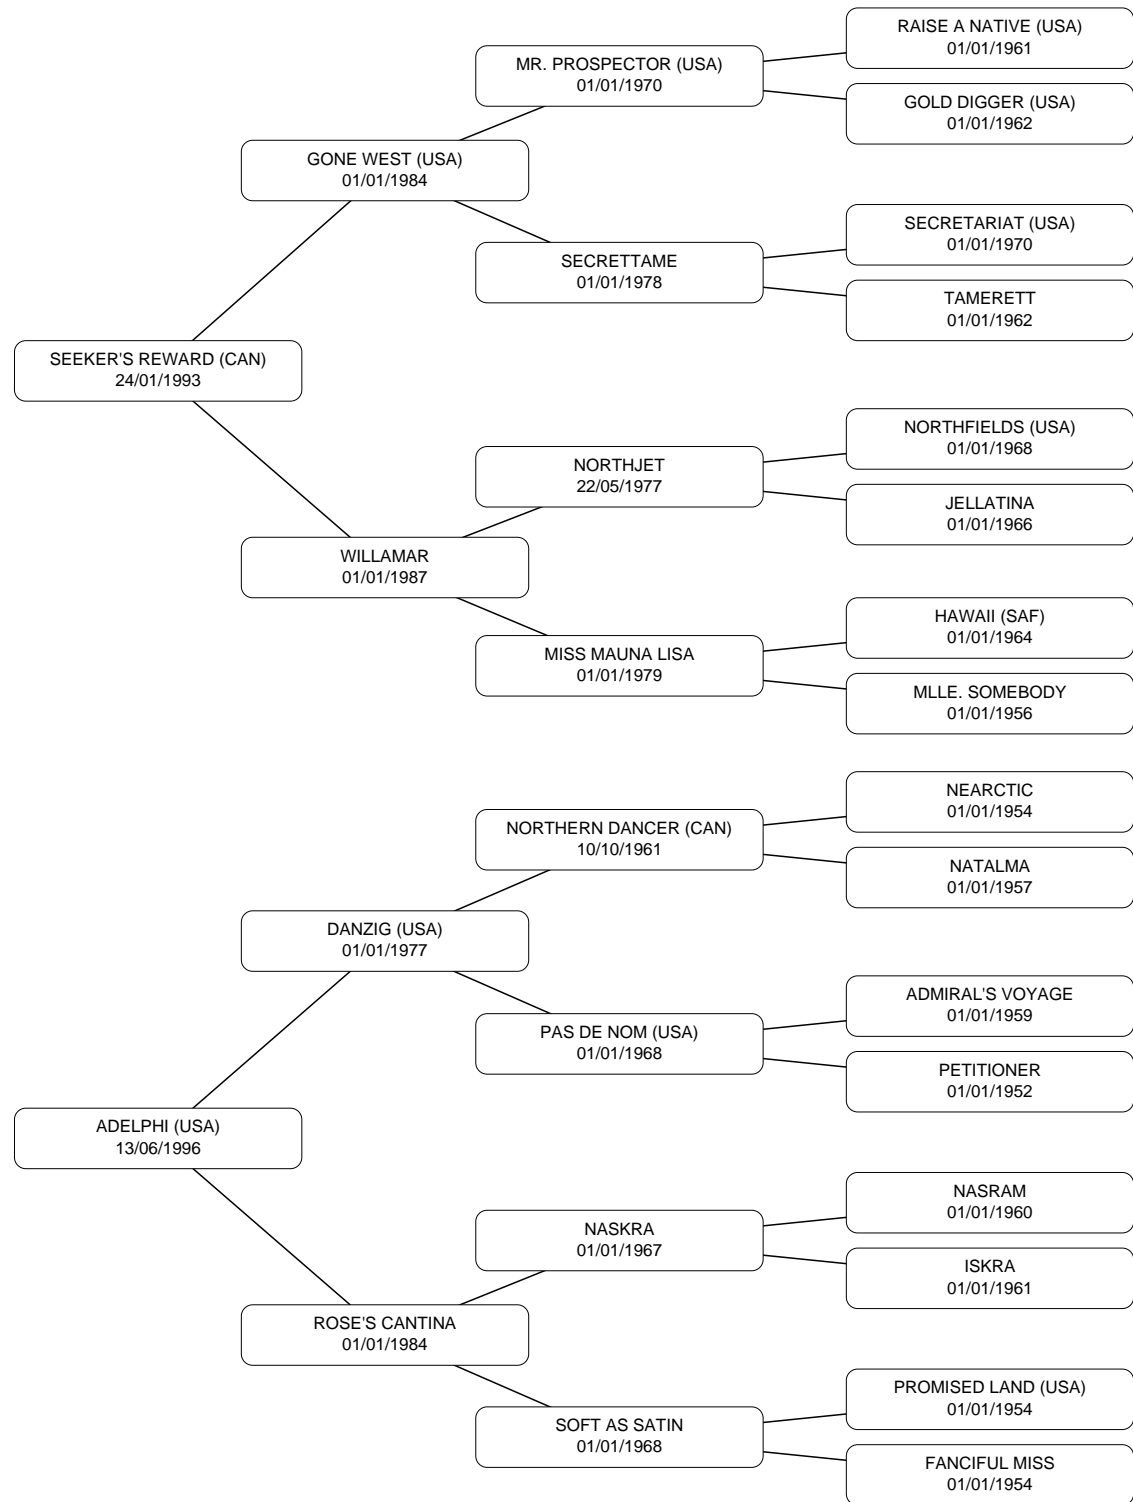 RAISE A NATIVE (USA)
01/01/1961
MR. PROSPECTOR (USA)
01/01/1970
GOLD DIGGER (USA)
01/01/1962
GONE WEST (USA)
01/01/1984
SECRETARIAT (USA)
01/01/1970
SECRETTAME
01/01/1978
TAMERETT
01/01/1962
SEEKER'S REWARD (CAN)
24/01/1993
NORTHFIELDS (USA)
01/01/1968
NORTHJET
22/05/1977
JELLATINA
01/01/1966
WILLAMAR
01/01/1987
HAWAII (SAF)
01/01/1964
MISS MAUNA LISA
01/01/1979
MLLE. SOMEBODY
01/01/1956
NEARCTIC
01/01/1954
NORTHERN DANCER (CAN)
10/10/1961
NATALMA
01/01/1957
DANZIG (USA)
01/01/1977
ADMIRAL'S VOYAGE
01/01/1959
PAS DE NOM (USA)
01/01/1968
PETITIONER
01/01/1952
ADELPHI (USA)
13/06/1996
NASRAM
01/01/1960
NASKRA
01/01/1967
ISKRA
01/01/1961
ROSE'S CANTINA
01/01/1984
PROMISED LAND (USA)
01/01/1954
SOFT AS SATIN
01/01/1968
FANCIFUL MISS
01/01/1954